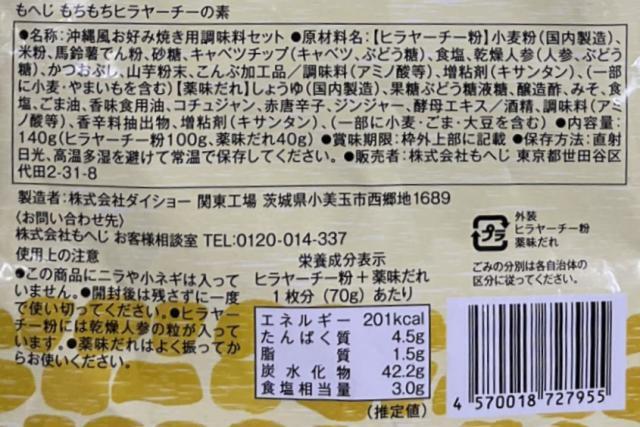 もへじ もちもちヒラヤーチーの素
●名称:沖縄風お好み焼き用調味料セット ●原材料名:【ヒラヤーチー粉】小麦粉(国内製造)、
米粉、馬鈴薯でん粉、砂糖、キャベツチップ(キャベツ、ぶどう糖)、食塩、乾燥人参(人参、ぶどう
糖)、かつおぶし、山芋粉末、こんぶ加工品/調味料(アミノ酸等)、増粘剤(キサンタン)、(一部
に小麦・やまいもを含む)【薬味だれ】しょうゆ(国内製造)、果糖ぶどう糖液糖、醸造酢、みそ、食
塩、ごま油、香味食用油、コチュジャン、赤唐辛子、ジンジャー、酵母エキス/酒精、調味料(アミ
ノ酸等)、香辛料抽出物、増粘剤(キサンタン)、(一部に小麦・ごま・大豆を含む) ●内容量:
140g(ヒラヤーチー粉100g、薬味だれ40g) ●賞味期限:枠外上部に記載 ●保存方法:直射
日光、高温多湿を避けて常温で保存してください。●販売者:株式会社もへじ 東京都世田谷区
代田2-31-8
製造者:株式会社ダイショー 関東工場 茨城県小美玉市西郷地1689
〈お問い合わせ先〉
株式会社もへじ お客様相談室 TEL:0120-014-337
使用上の注意
●この商品にニラや小ネギは入って
いません。●開封後は残さずに一度
で使い切ってください。●ヒラヤー
チー粉には乾燥人参の粒が入って
います。●薬味だれはよく振ってか
らお使いください。
栄養成分表示
ヒラヤーチー粉+薬味だれ
1枚分(70g)あたり
エネルギー 201kcal
たんぱく質 4.5g
脂質 1.5g
炭水化物 42.2g
食塩相当量 3.0g
(推定値)
プラ
外装
ヒラヤーチー粉
薬味だれ
ごみの分別は各自治体の
区分に従ってください。
4 570018 727955